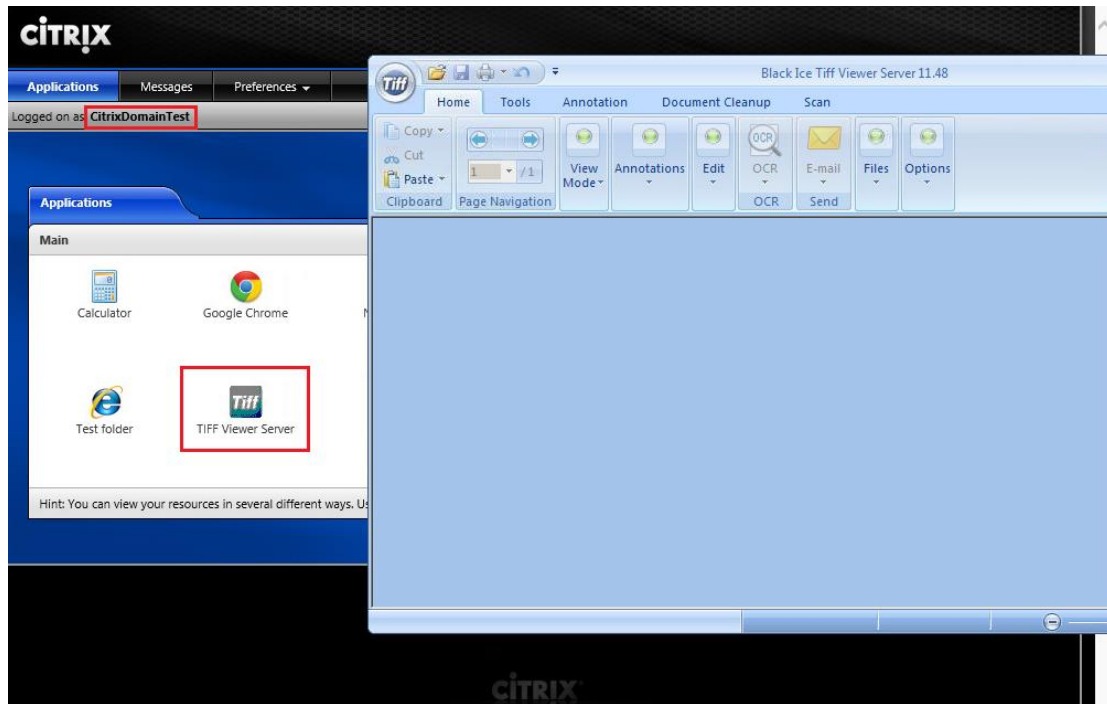 CITRIX
Applications Messages Preferences
Logged on as CitrixDomainTest
Applications
Main
Calculator
Google Chrome
Test folder
Tiff
TIFF Viewer Server
Hint: You can view your resources in several different ways.
Tiff
Black Ice Tiff Viewer Server 11.48
Home Tools Annotation Document Cleanup Scan
Copy
Cut
Paste
Clipboard
1 /1
Page Navigation
View Mode
Annotations
Edit
OCR
OCR
OCR
E-mail
Send
Files
Options
CITRIX